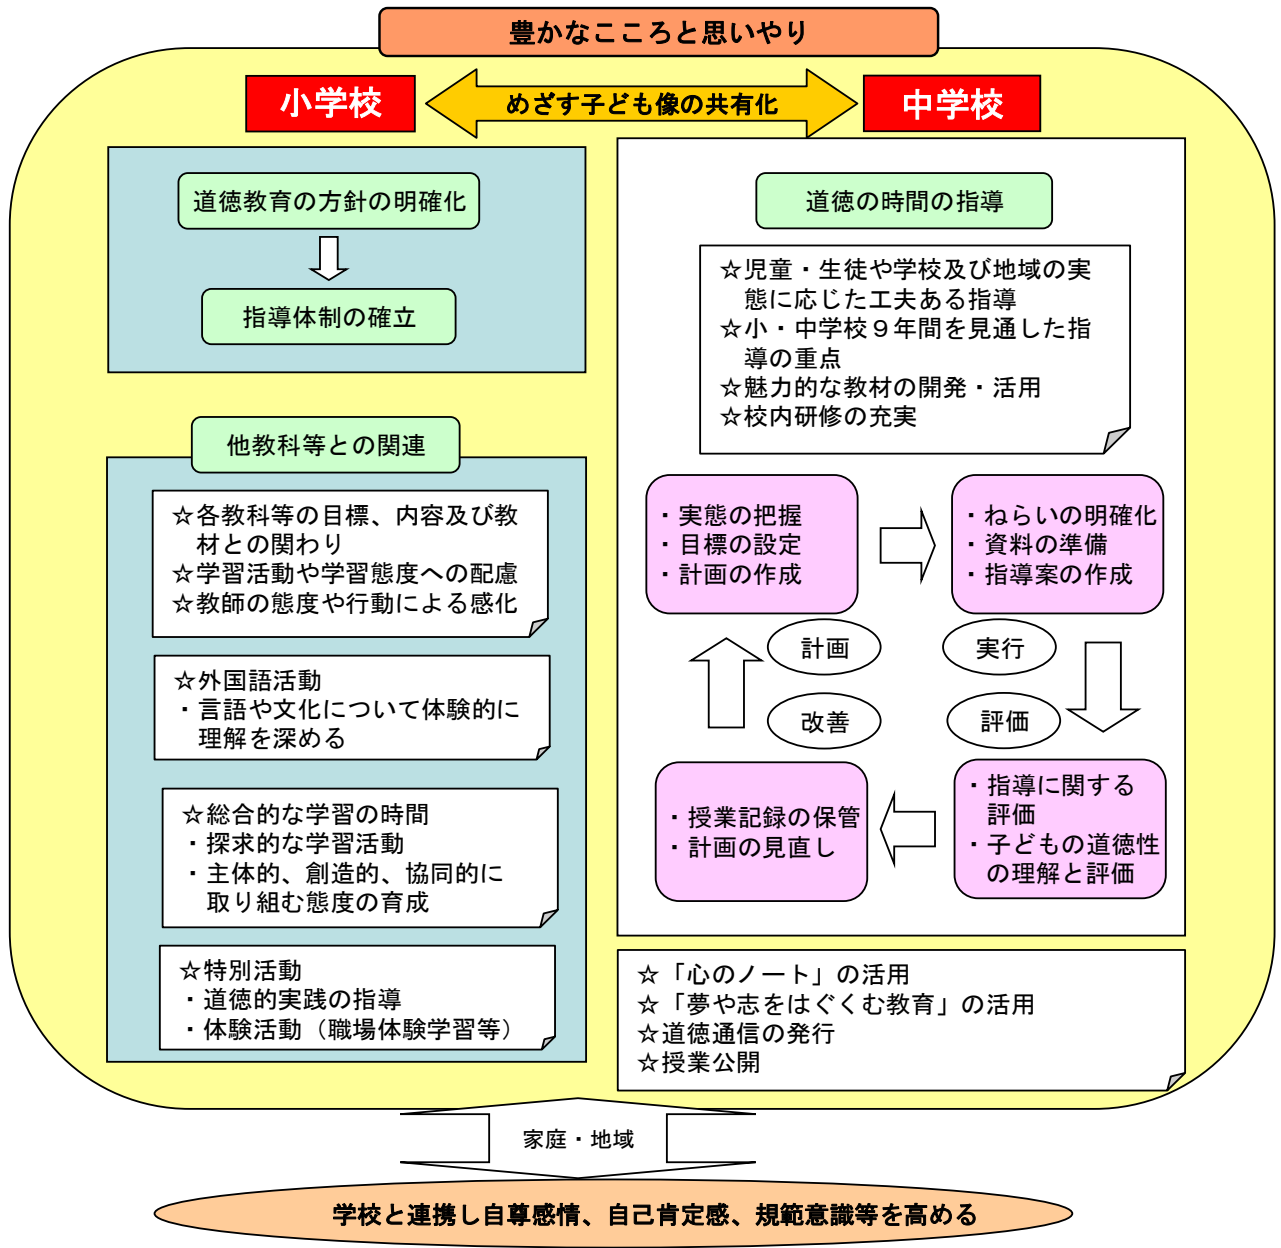 豊かなこころと思いやり
小学校
めざす子ども像の共有化
中学校
道徳教育の方針の明確化
指導体制の確立
他教科等との関連
☆各教科等の目標、内容及び教
材との関わり
☆学習活動や学習態度への配慮
☆教師の態度や行動による感化
☆外国語活動
・言語や文化について体験的に
理解を深める
☆総合的な学習の時間
・探求的な学習活動
・主体的、創造的、協同的に
取り組む態度の育成
☆特別活動
・道徳的実践の指導
・体験活動（職場体験学習等）
道徳の時間の指導
☆児童・生徒や学校及び地域の実
態に応じた工夫ある指導
☆小・中学校９年間を見通した指
導の重点
☆魅力的な教材の開発・活用
☆校内研修の充実
・実態の把握
・目標の設定
・計画の作成
・ねらいの明確化
・資料の準備
・指導案の作成
計画
実行
改善
評価
・授業記録の保管
・計画の見直し
・指導に関する
評価
・子どもの道徳性
の理解と評価
☆「心のノート」の活用
☆「夢や志をはぐくむ教育」の活用
☆道徳通信の発行
☆授業公開
家庭・地域
学校と連携し自尊感情、自己肯定感、規範意識等を高める